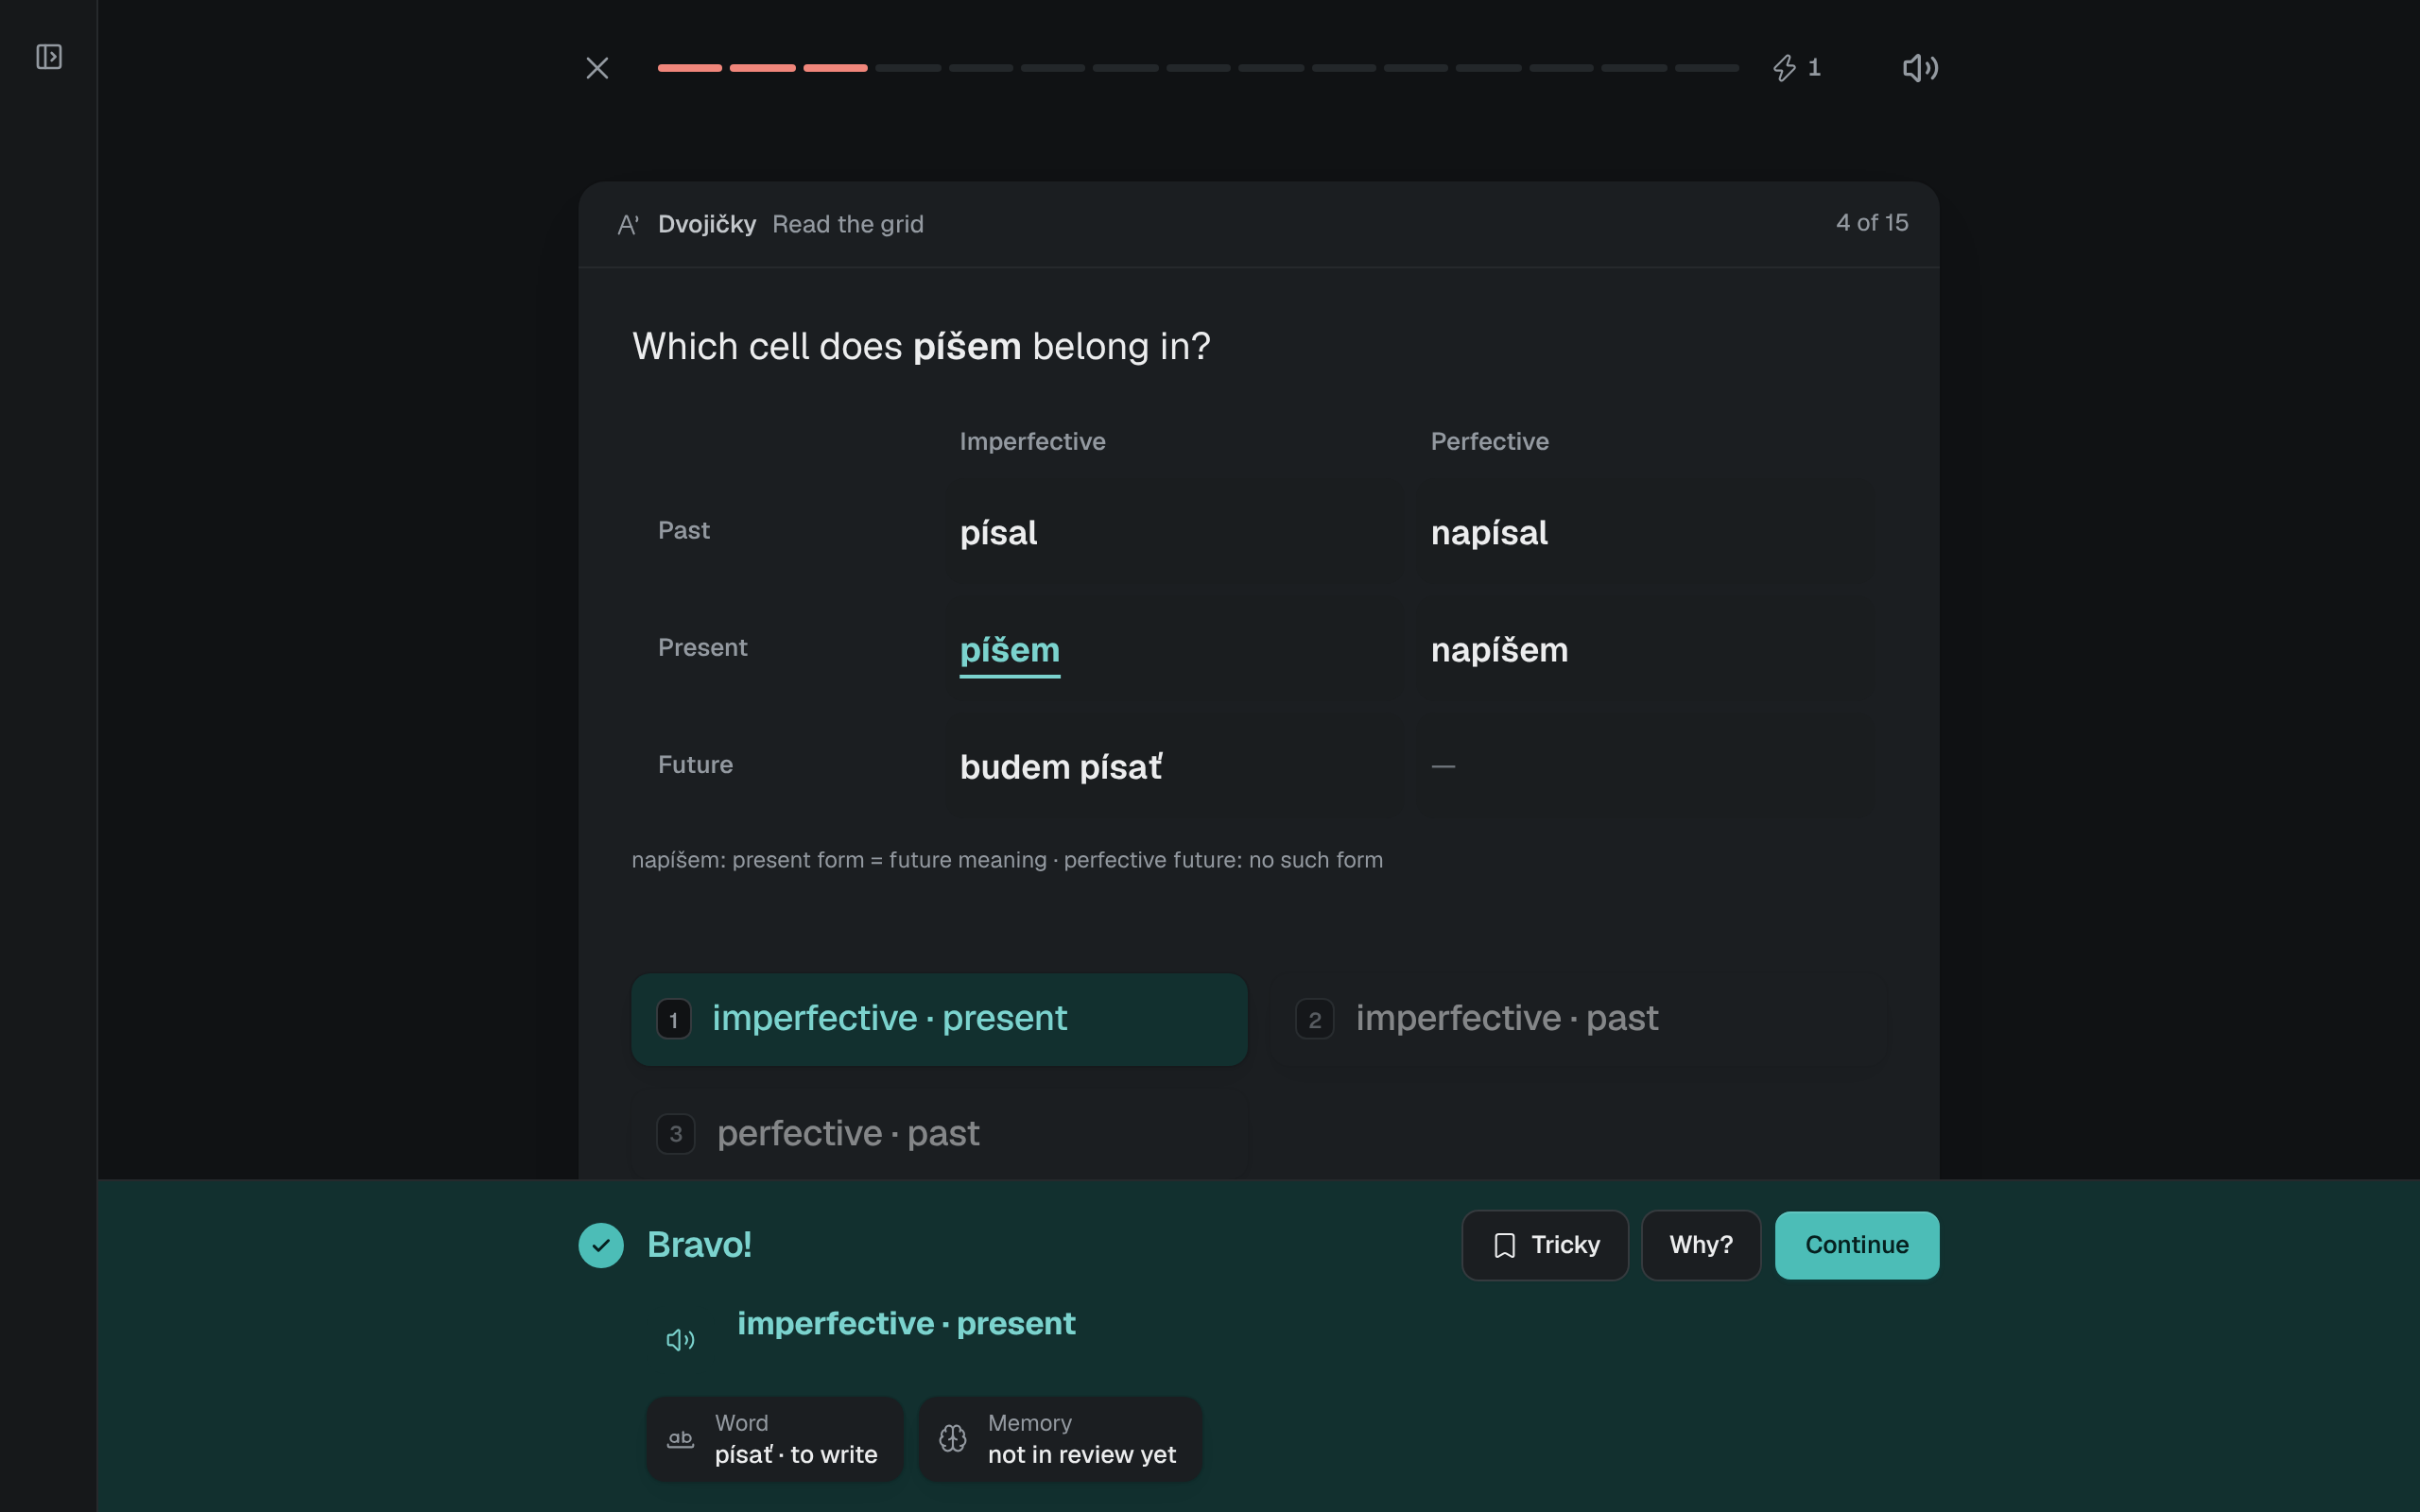 1
Dvojičky Read the grid
4 of 15
Which cell does píšem belong in?
Imperfective Perfective
Past písal napísal
Present píšem napíšem
Future budem písať —
napíšem: present form = future meaning · perfective future: no such form
1 imperfective · present
2 imperfective · past
3 perfective · past
Bravo!
Tricky
Why?
Continue
imperfective · present
ab
Word
písať · to write
Memory
not in review yet